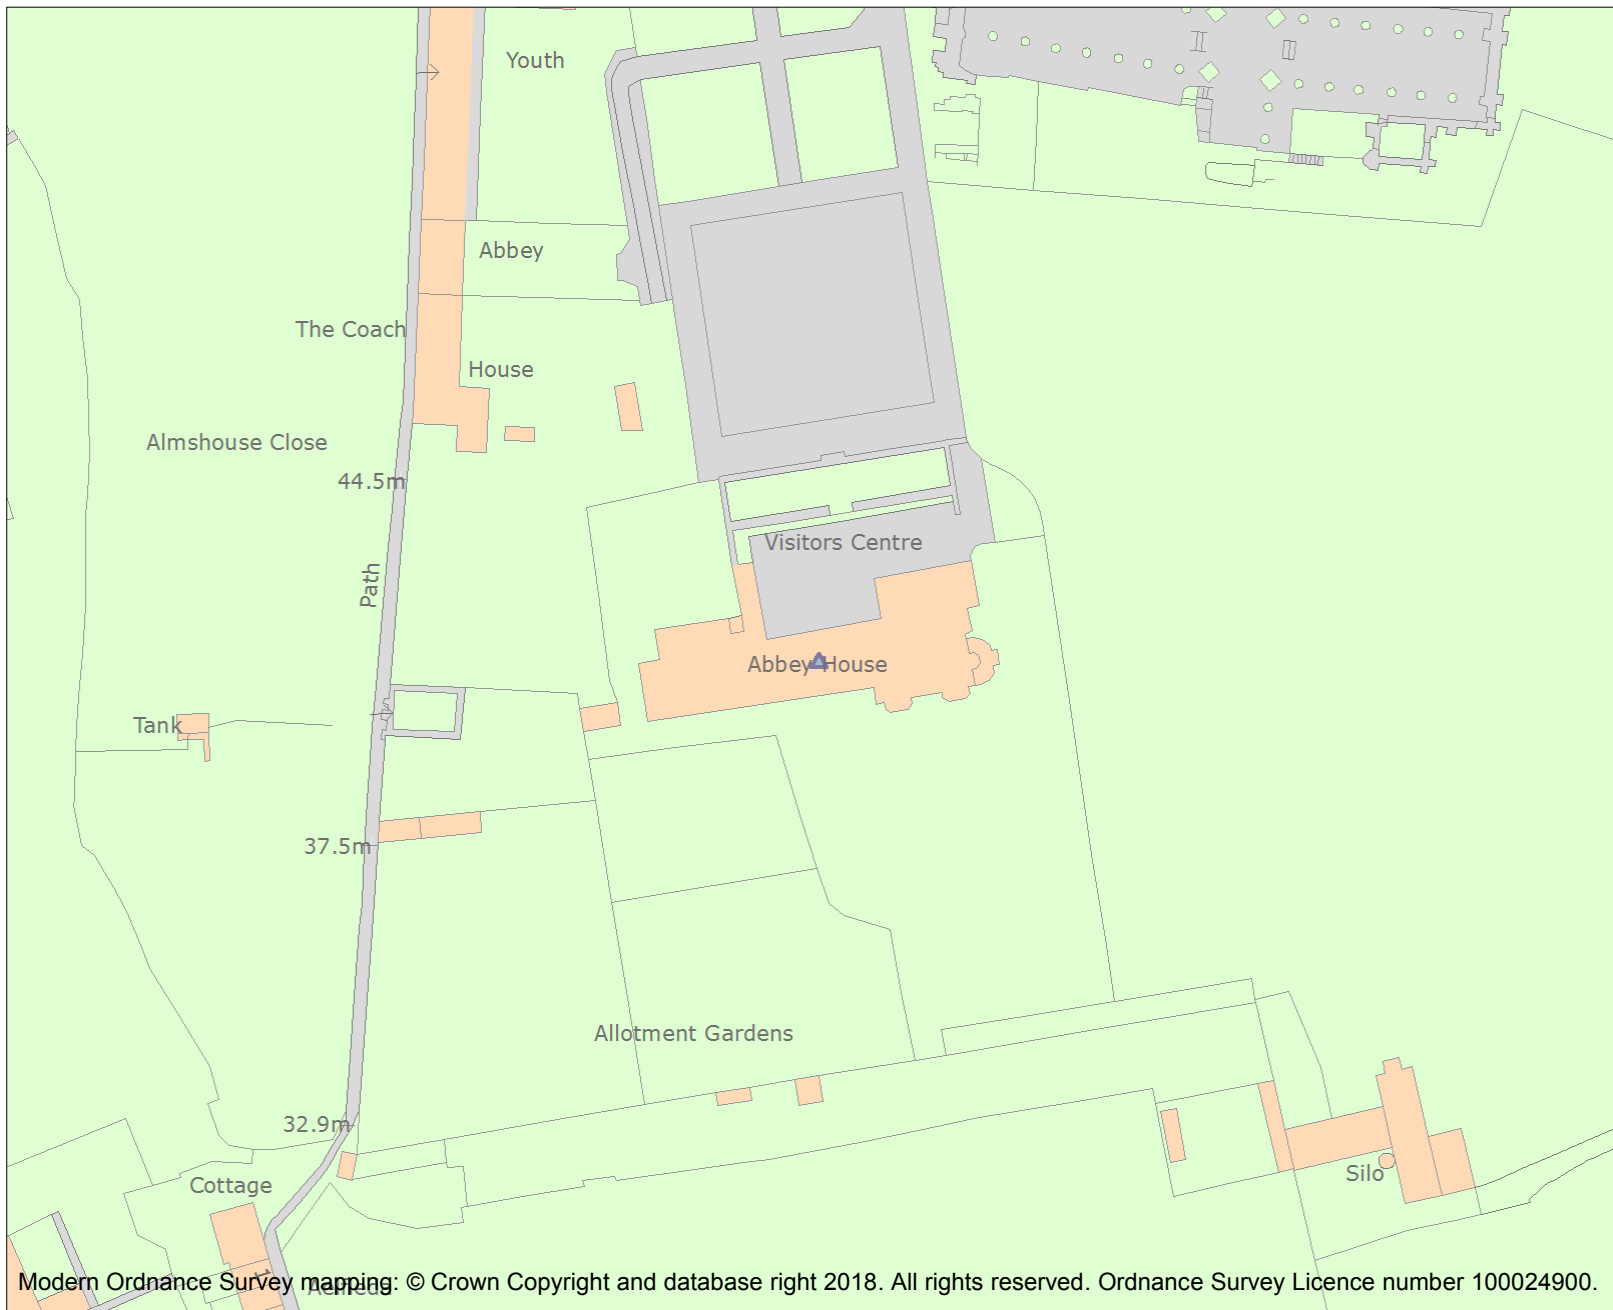 Youth
Abbey
The Coach
House
Almshouse Close
44.5m
Visitors Centre
Path
Abbey House
Tank
37.5m
Allotment Gardens
32.9m
Cottage
Silo
1
Modern Ordnance Survey mapping: © Crown Copyright and database right 2018. All rights reserved. Ordnance Survey Licence number 100024900.